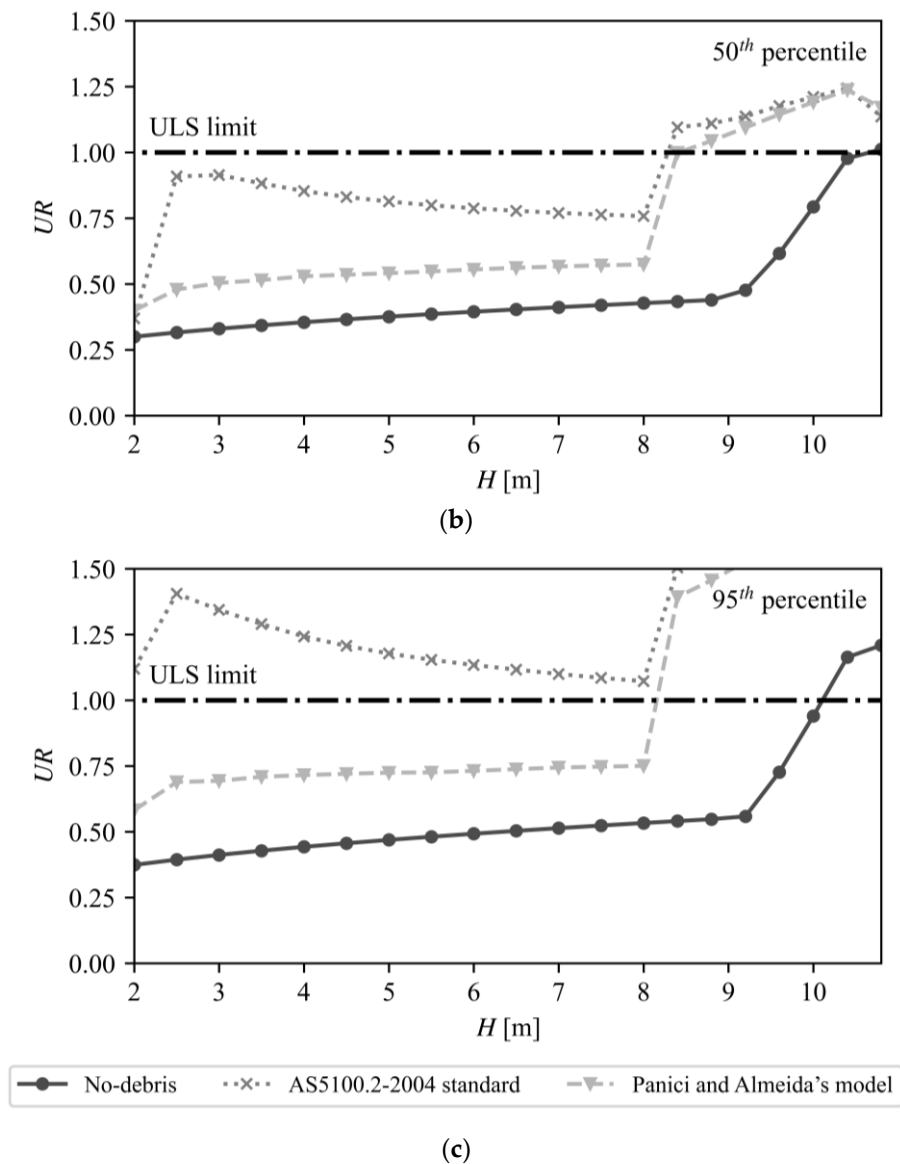 1.50
50th percentile
1.25
ULS limit
1.00
UR
0.75
0.50
0.25
0.00
2 3 4 5 6 7 8 9 10
H [m]
(b)
1.50
95th percentile
1.25
ULS limit
1.00
UR
0.75
0.50
0.25
0.00
2 3 4 5 6 7 8 9 10
H [m]
No-debris AS5100.2-2004 standard Panici and Almeida’s model
(c)